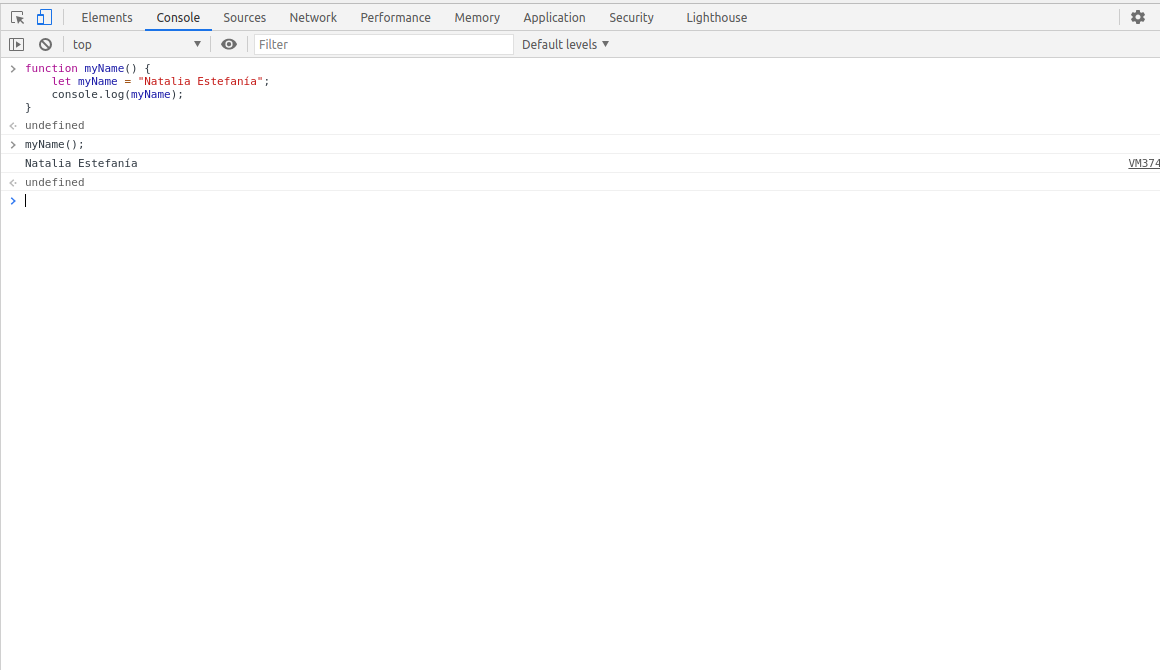 Elements Console Sources Network Performance Memory Application Security Lighthouse
top Filter Default levels
function myName() {
let myName = "Natalia Estefanía";
console.log(myName);
}
undefined
myName();
Natalia Estefanía VM374
undefined